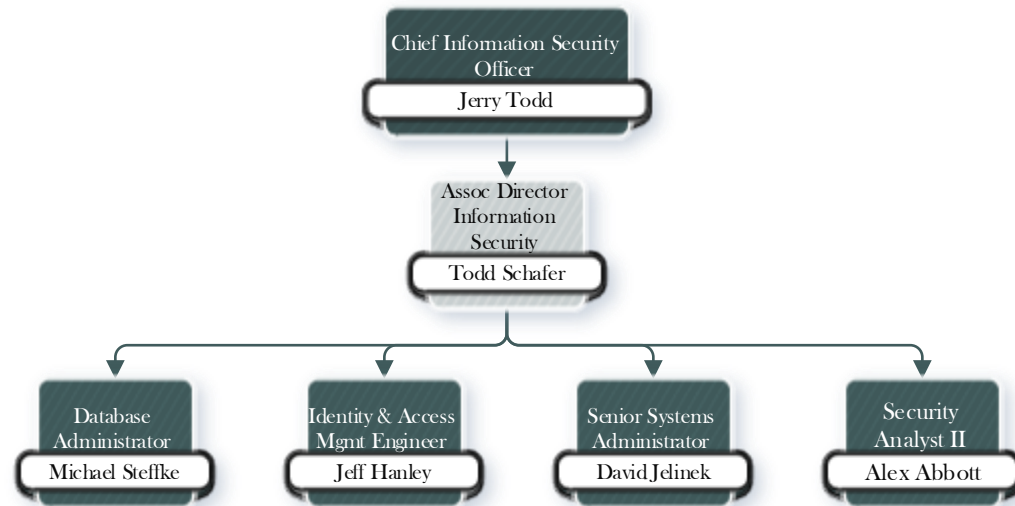 Chief Information Security
Officer
Jerry Todd
Assoc Director
Information
Security
Todd Schafer
Database
Administrator
Michael Steffke
Identity & Access
Mgmt Engineer
Jeff Hanley
Senior Systems
Administrator
David Jelinek
Security
Analyst II
Alex Abbott